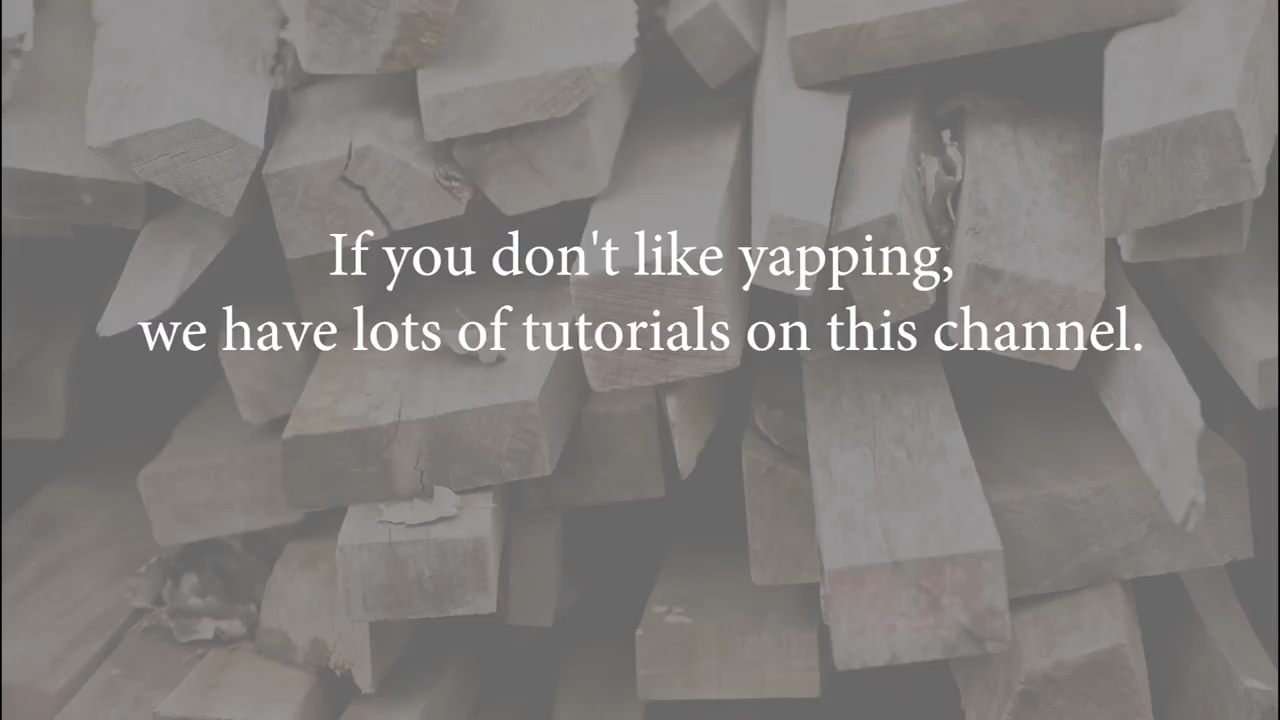 If you don't like yapping,
we have lots of tutorials on this channel.